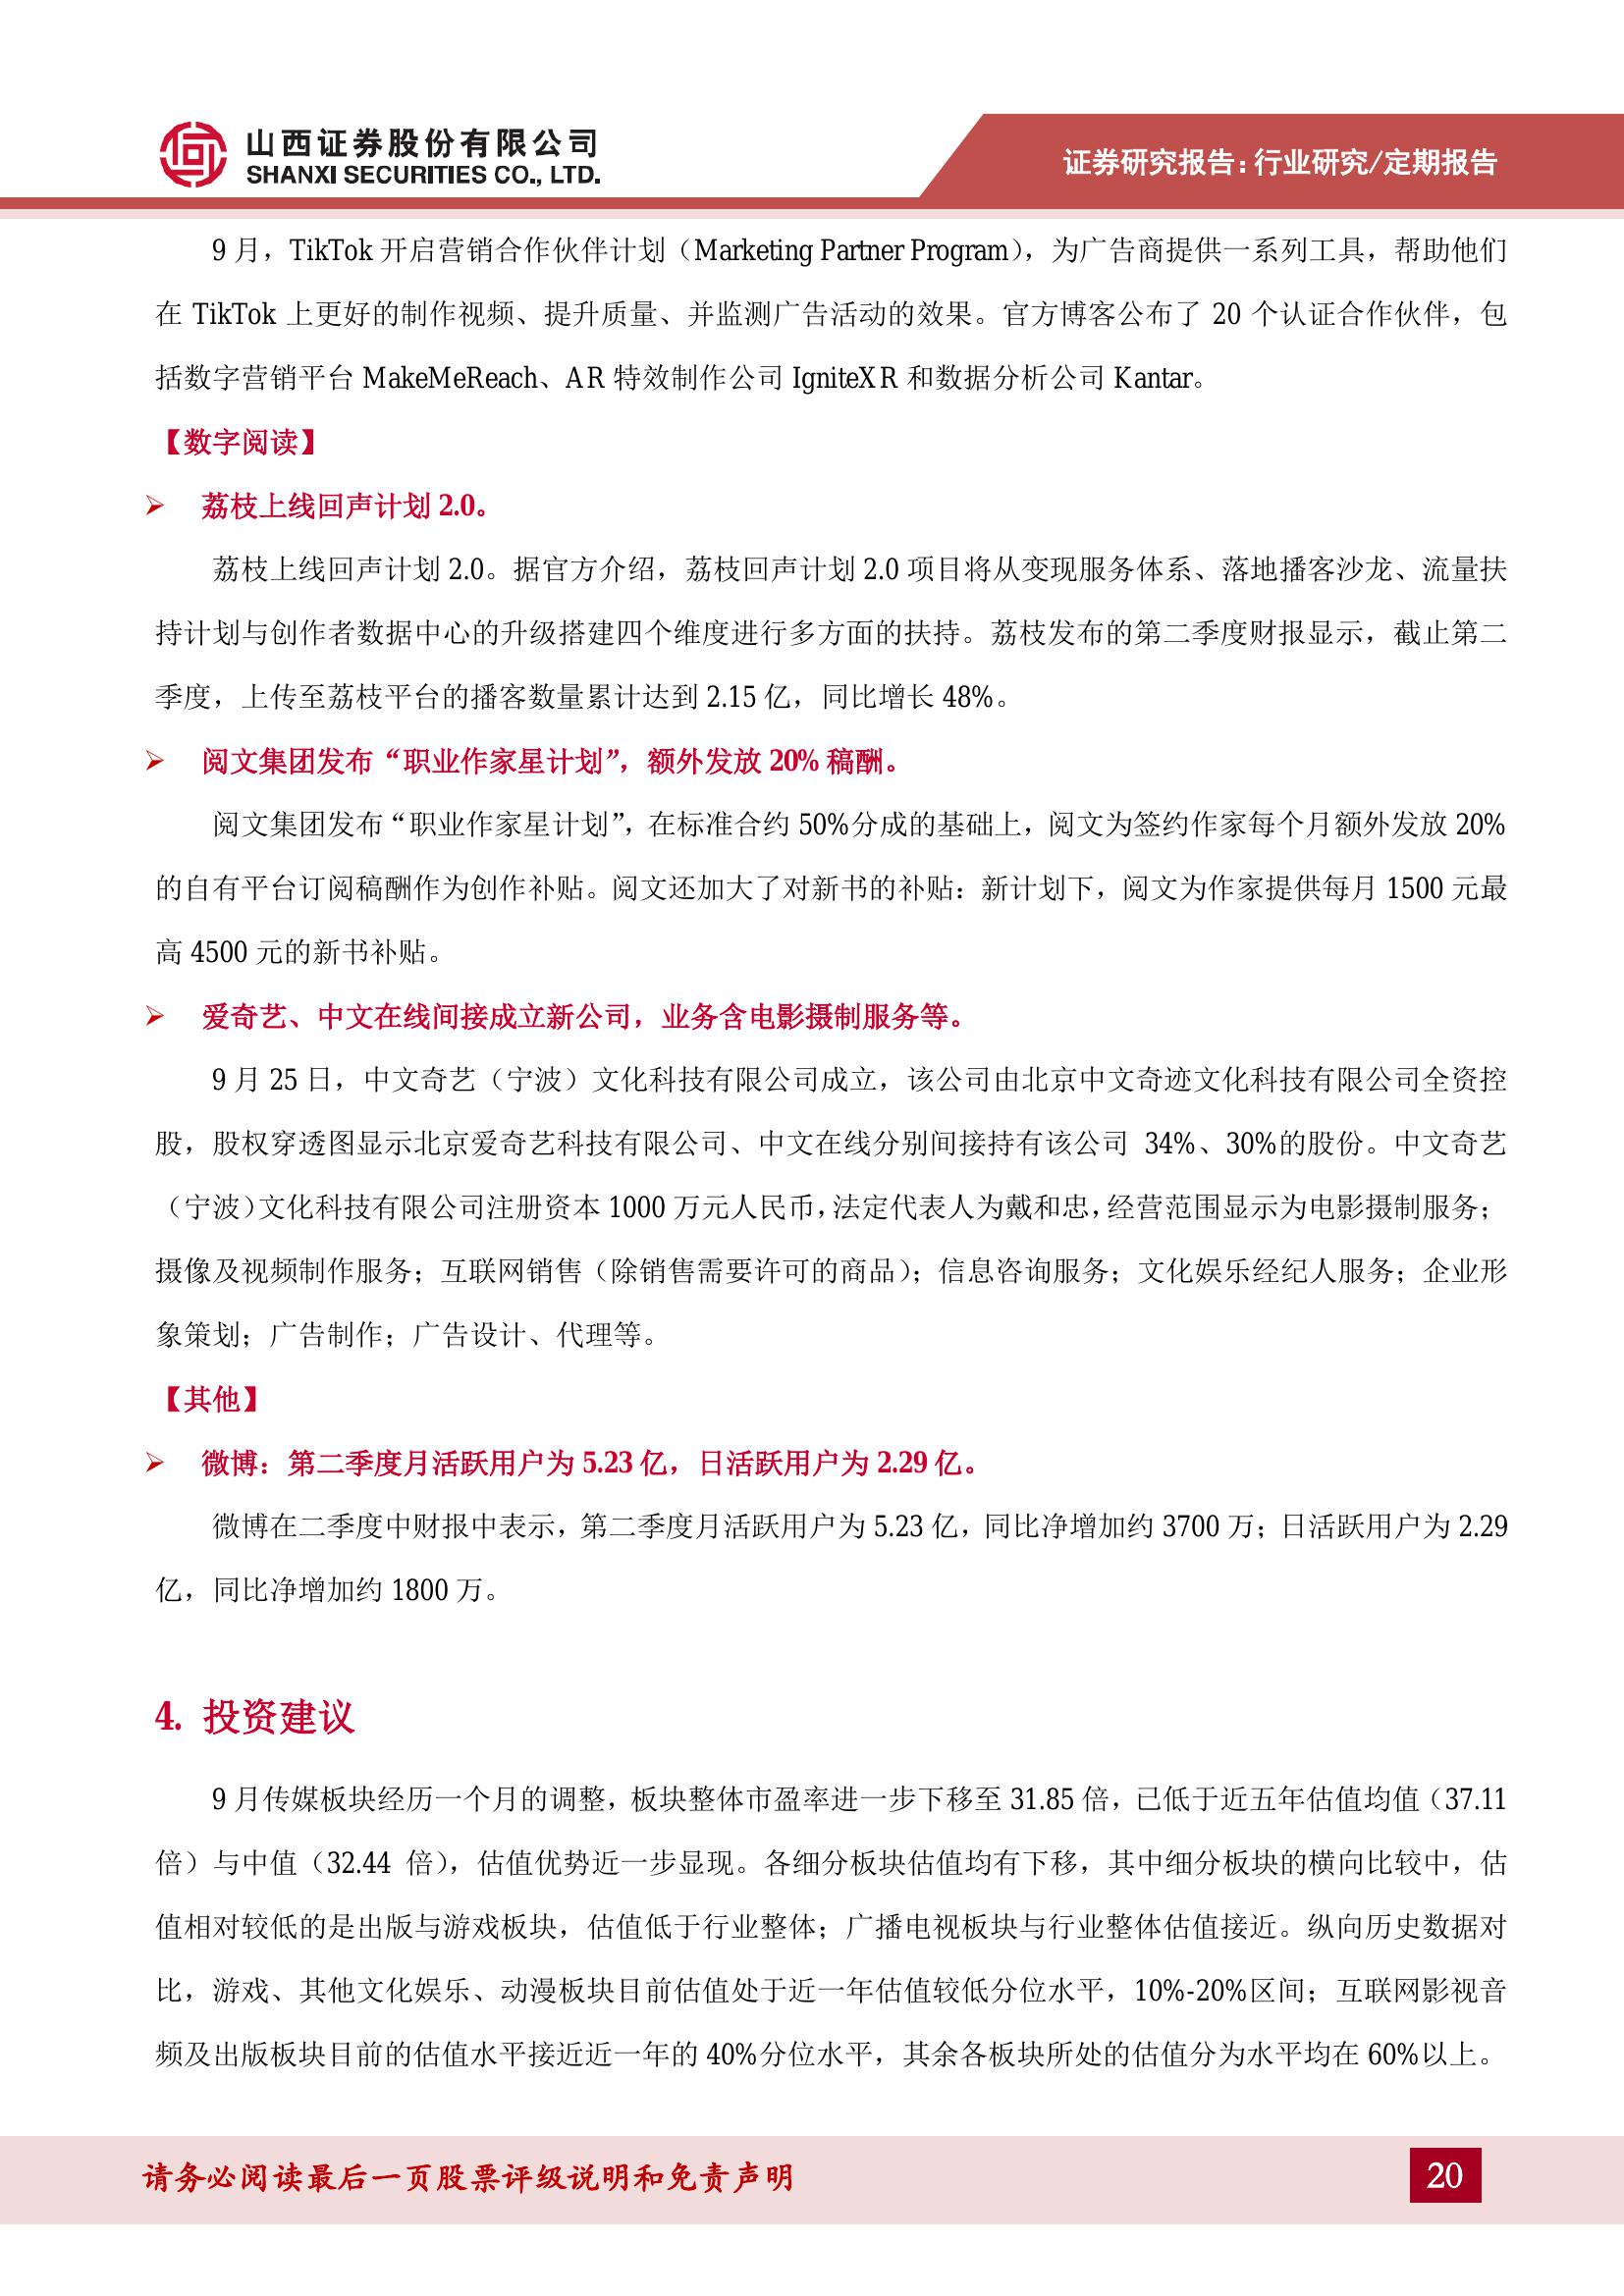 山西证券股份有限公司
SHANXI SECURITIES CO., LTD.
证券研究报告：行业研究/定期报告
9 月，TikTok 开启营销合作伙伴计划（Marketing Partner Program），为广告商提供一系列工具，帮助他们
在 TikTok 上更好的制作视频、提升质量、并监测广告活动的效果。官方博客公布了 20 个认证合作伙伴，包
括数字营销平台 MakeMeReach、AR 特效制作公司 IgniteXR 和数据分析公司 Kantar。
【数字阅读】
➢ 荔枝上线回声计划 2.0。
荔枝上线回声计划 2.0。据官方介绍，荔枝回声计划 2.0 项目将从变现服务体系、落地播客沙龙、流量扶
持计划与创作者数据中心的升级搭建四个维度进行多方面的扶持。荔枝发布的第二季度财报显示，截止第二
季度，上传至荔枝平台的播客数量累计达到 2.15 亿，同比增长 48%。
➢ 阅文集团发布“职业作家星计划”，额外发放 20% 稿酬。
阅文集团发布“职业作家星计划”，在标准合约 50%分成的基础上，阅文为签约作家每个月额外发放 20%
的自有平台订阅稿酬作为创作补贴。阅文还加大了对新书的补贴：新计划下，阅文为作家提供每月 1500 元最
高 4500 元的新书补贴。
➢ 爱奇艺、中文在线间接成立新公司，业务含电影摄制服务等。
9 月 25 日，中文奇艺（宁波）文化科技有限公司成立，该公司由北京中文奇迹文化科技有限公司全资控
股，股权穿透图显示北京爱奇艺科技有限公司、中文在线分别间接持有该公司 34%、30%的股份。中文奇艺
（宁波）文化科技有限公司注册资本 1000 万元人民币，法定代表人为戴和忠，经营范围显示为电影摄制服务；
摄像及视频制作服务；互联网销售（除销售需要许可的商品）；信息咨询服务；文化娱乐经纪人服务；企业形
象策划；广告制作；广告设计、代理等。
【其他】
➢ 微博：第二季度月活跃用户为 5.23 亿，日活跃用户为 2.29 亿。
微博在二季度中财报中表示，第二季度月活跃用户为 5.23 亿，同比净增加约 3700 万；日活跃用户为 2.29
亿，同比净增加约 1800 万。
4. 投资建议
9 月传媒板块经历一个月的调整，板块整体市盈率进一步下移至 31.85 倍，已低于近五年估值均值（37.11
倍）与中值（32.44 倍），估值优势近一步显现。各细分板块估值均有下移，其中细分板块的横向比较中，估
值相对较低的是出版与游戏板块，估值低于行业整体；广播电视板块与行业整体估值接近。纵向历史数据对
比，游戏、其他文化娱乐、动漫板块目前估值处于近一年估值较低分位水平，10%-20%区间；互联网影视音
频及出版板块目前的估值水平接近近一年的 40%分位水平，其余各板块所处的估值分为水平均在 60%以上。
请务必阅读最后一页股票评级说明和免责声明
20